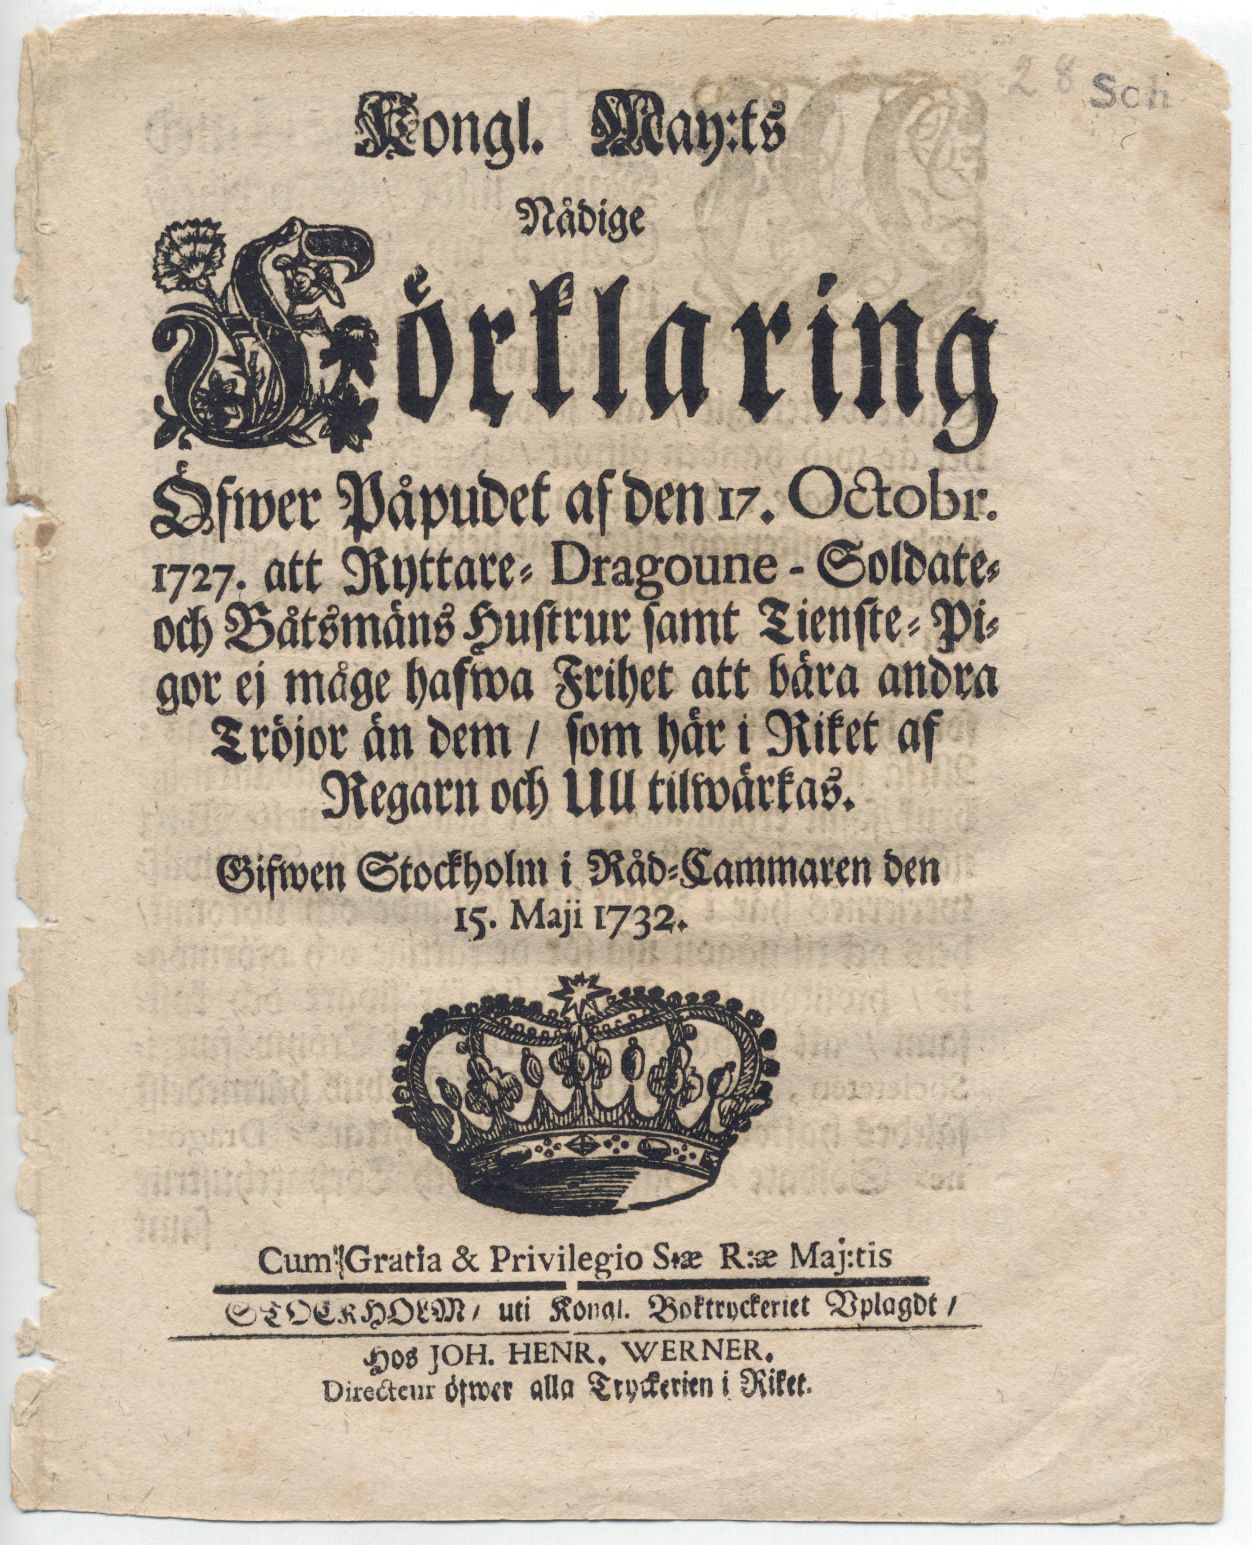 28 Sch
Kongl. May:ts
Nådige
Förklaring
Öfwer Påpudet af den 17. Octobr.
1727. att Ryttare- Dragoune - Soldate-
och Båtsmäns Hustrur samt Tienste- Pi-
gor ej måge hafwa Frihet att bära andra
Tröjor än dem / som här i Riket af
Regarn och Ull tilwärkas.
Gifwen Stockholm i Råd-Cammaren den
15. Maji 1732.
Cum Gratia & Privilegio S:æ R:æ Maj:tis
STOCKHOLM / uti Kongl. Boktryckeriet Uplagdt /
Hos JOH. HENR. WERNER.
Directeur öfwer alla Tryckerien i Riket.